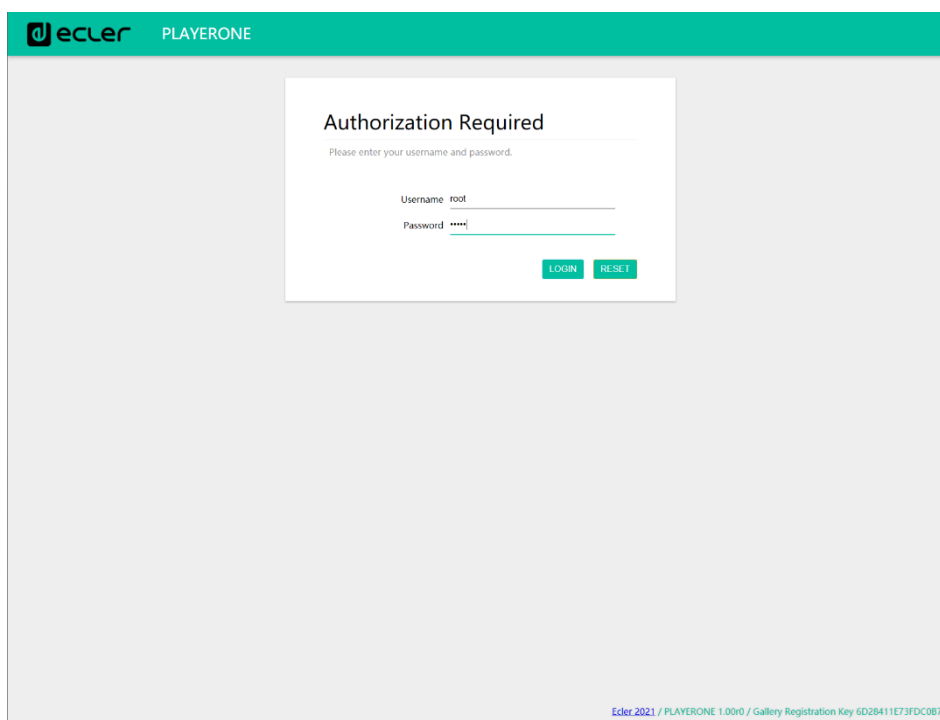 ecler PLAYERONE
Authorization Required
Please enter your username and password.
Username root
Password •••••
LOGIN RESET
Ecler 2021 / PLAYERONE 1.00r0 / Gallery Registration Key 6D28411E73FDC0B7